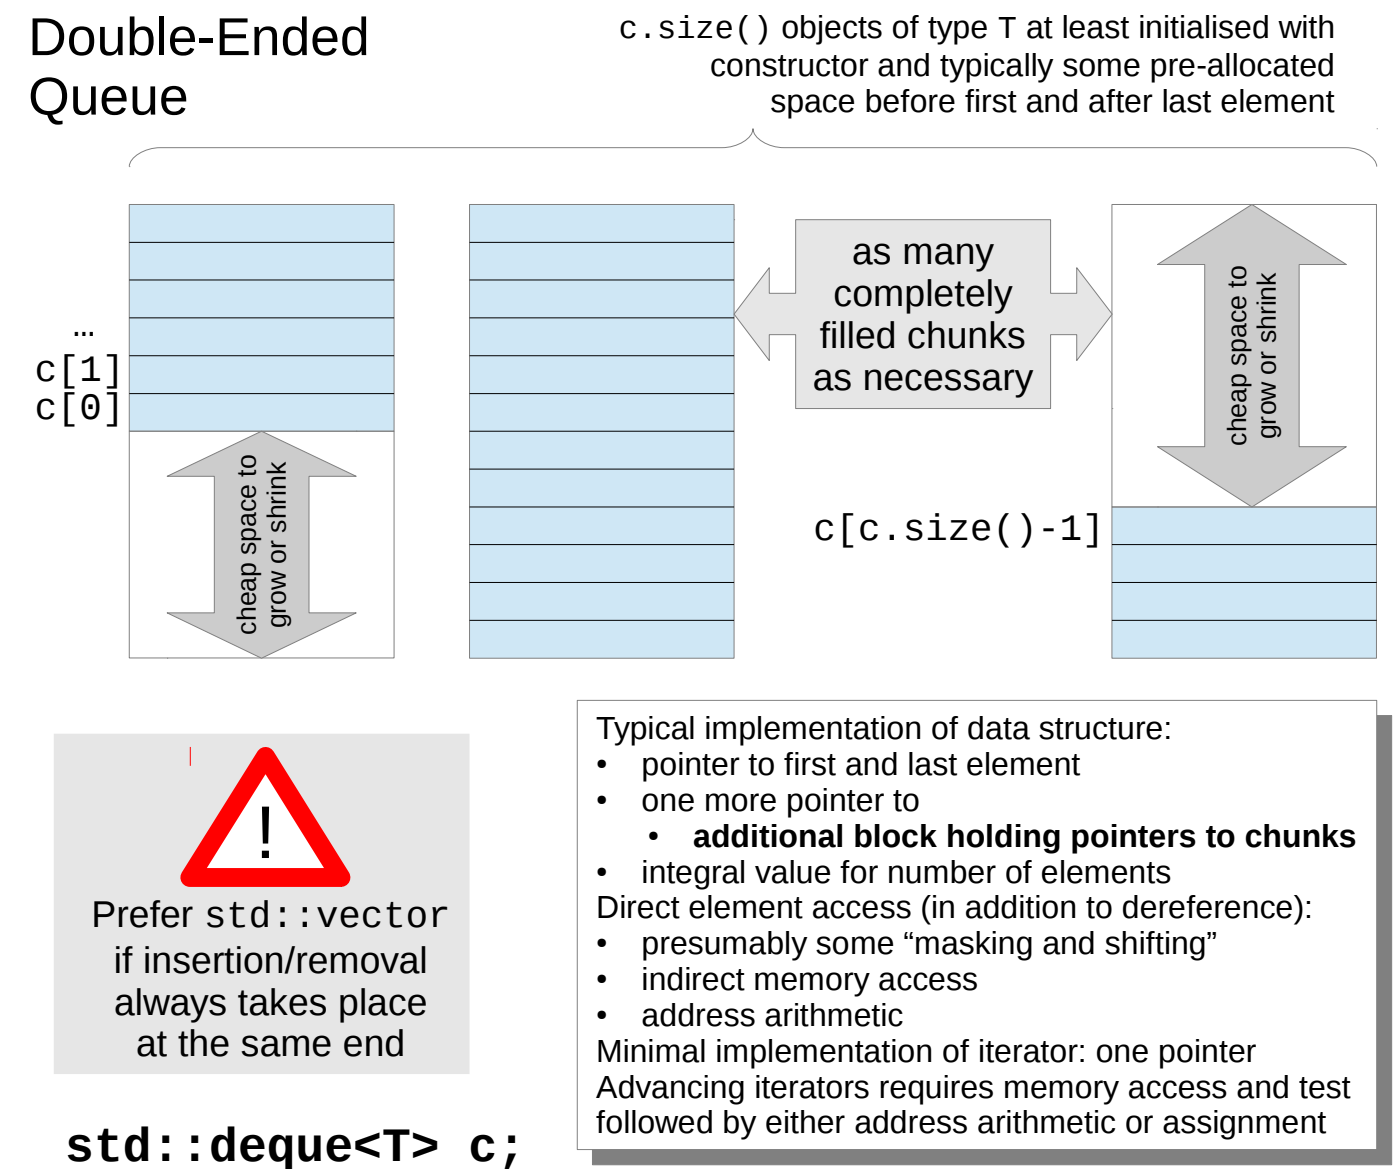 Double-Ended
Queue
c.size() objects of type T at least initialised with
constructor and typically some pre-allocated
space before first and after last element
…
c[1]
c[0]
cheap space to
grow or shrink
as many
completely
filled chunks
as necessary
cheap space to
grow or shrink
c[c.size()-1]
!
Prefer std::vector
if insertion/removal
always takes place
at the same end
std::deque<T> c;
Typical implementation of data structure:
• pointer to first and last element
• one more pointer to
• additional block holding pointers to chunks
• integral value for number of elements
Direct element access (in addition to dereference):
• presumably some “masking and shifting”
• indirect memory access
• address arithmetic
Minimal implementation of iterator: one pointer
Advancing iterators requires memory access and test
followed by either address arithmetic or assignment